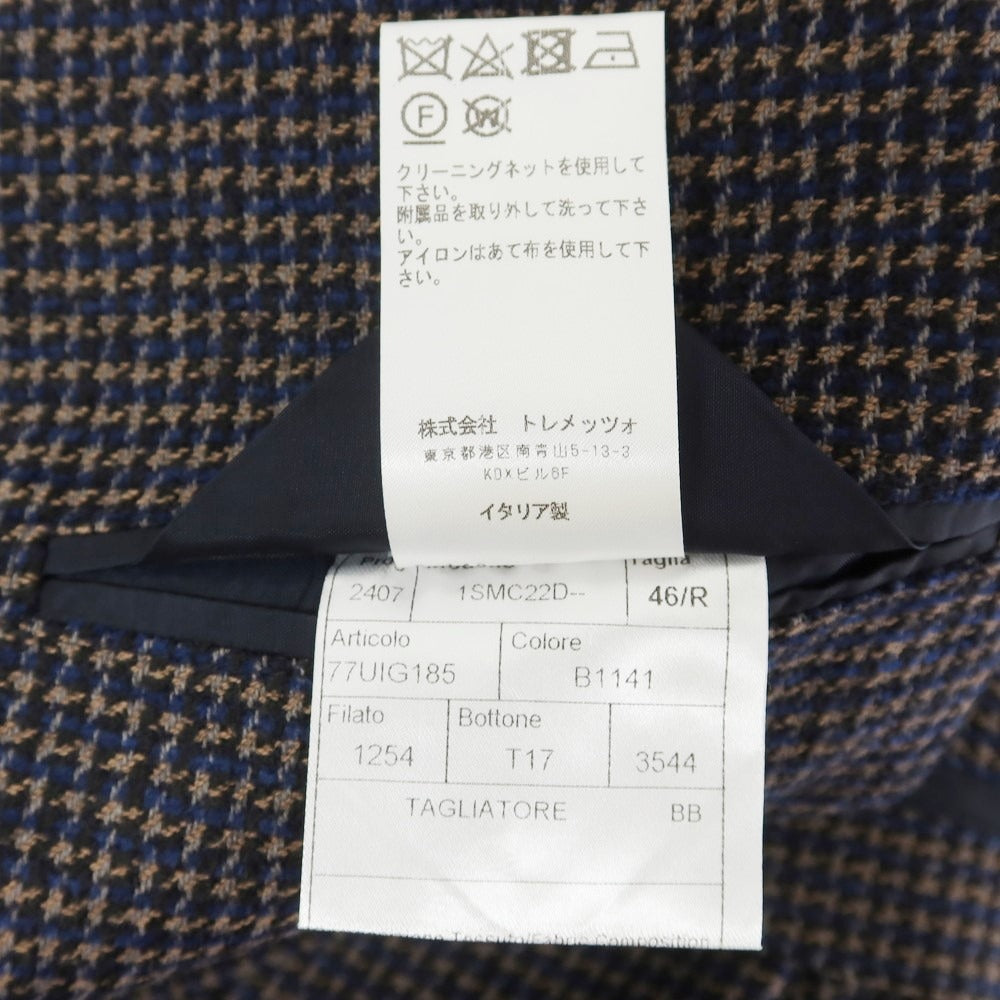 F
W
クリーニングネットを使用して
下さい。
附属品を取り外して洗って下さ
い。
アイロンはあて布を使用して下
さい。
株式会社 トレメッツォ
東京都港区南青山5-13-3
KDXビル6F
イタリア製
Taglia
2407 1SMC22D-- 46/R
Articolo Colore
77UIG185 B1141
Filato Bottone
1254 T17 3544
TAGLIATORE BB
Tessuto/Fabric Composition